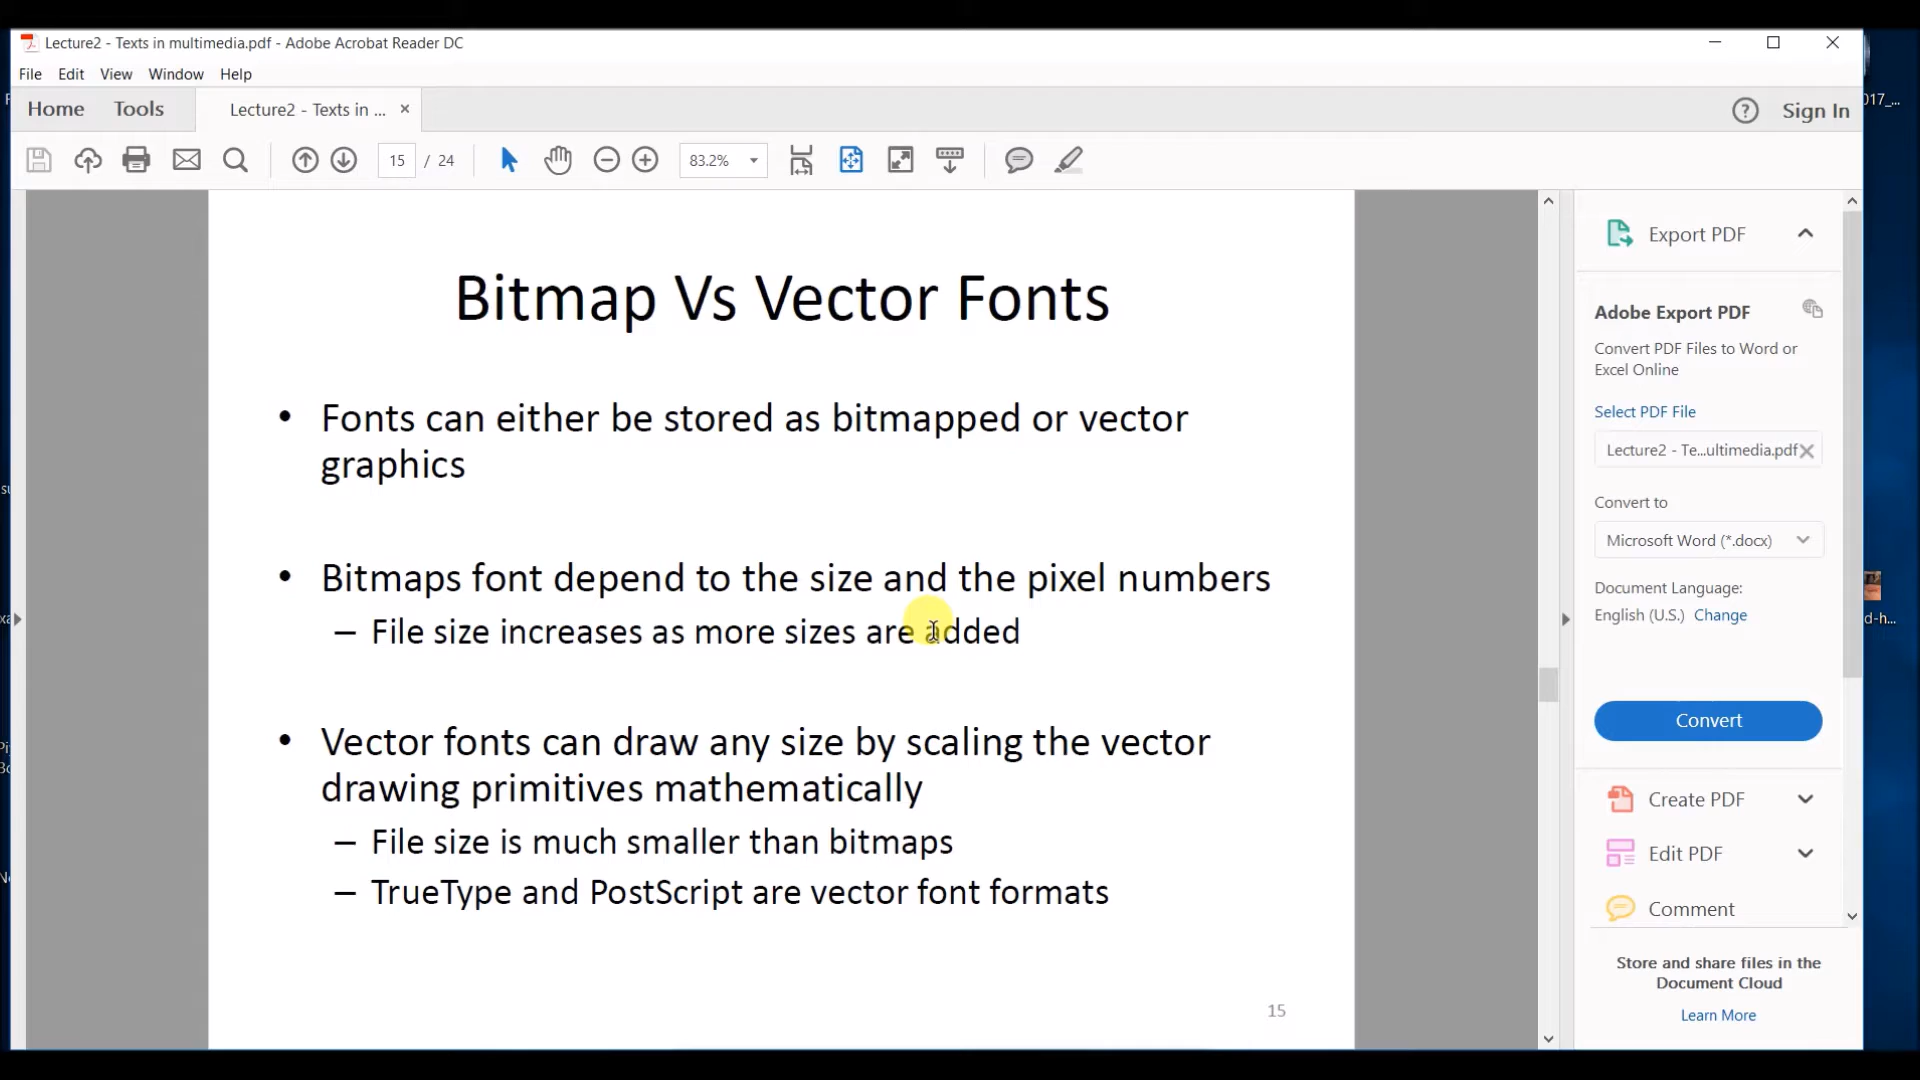 Lecture2 - Texts in multimedia.pdf - Adobe Acrobat Reader DC
File Edit View Window Help
Home Tools Lecture2 - Texts in ... ×
Sign In
15 / 24
83.2%
017_...
Bitmap Vs Vector Fonts
• Fonts can either be stored as bitmapped or vector
graphics
• Bitmaps font depend to the size and the pixel numbers
– File size increases as more sizes are added
• Vector fonts can draw any size by scaling the vector
drawing primitives mathematically
– File size is much smaller than bitmaps
– TrueType and PostScript are vector font formats
15
Export PDF
Adobe Export PDF
Convert PDF Files to Word or
Excel Online
Select PDF File
Lecture2 - Te...ultimedia.pdf
Convert to
Microsoft Word (*.docx)
Document Language:
English (U.S.) Change
Convert
Create PDF
Edit PDF
Comment
Store and share files in the
Document Cloud
Learn More
d-h...